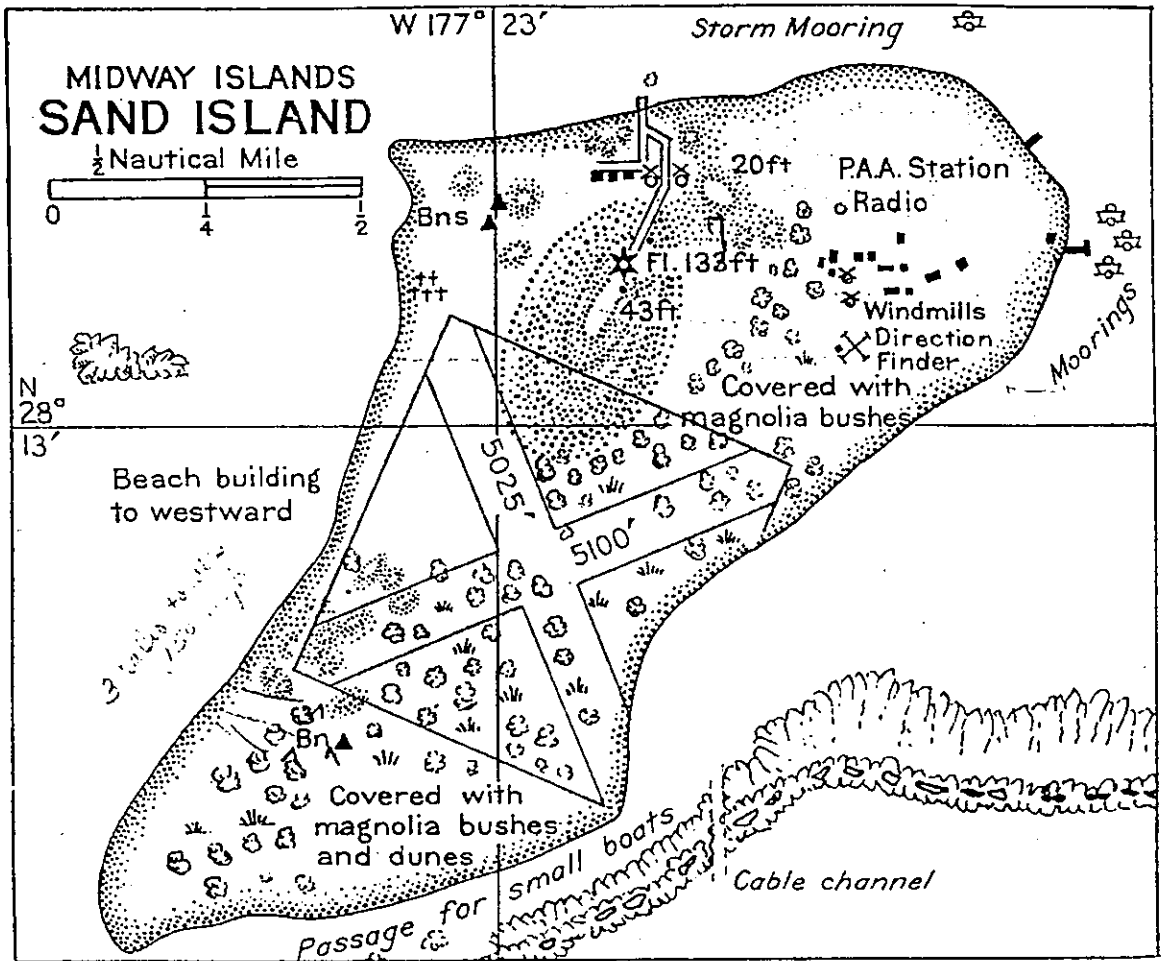 W 177° 23′
Storm Mooring
MIDWAY ISLANDS
SAND ISLAND
½ Nautical Mile
0 ¼ ½
20ft
P.A.A. Station
Radio
Bns
Fl. 133ft
43ft
Windmills
Direction
Finder
Moorings
Covered with
magnolia bushes
N
28°
13′
5025′
5100′
Beach building
to westward
3
Bn
Covered with
magnolia bushes
and dunes
Passage for small boats
Cable channel